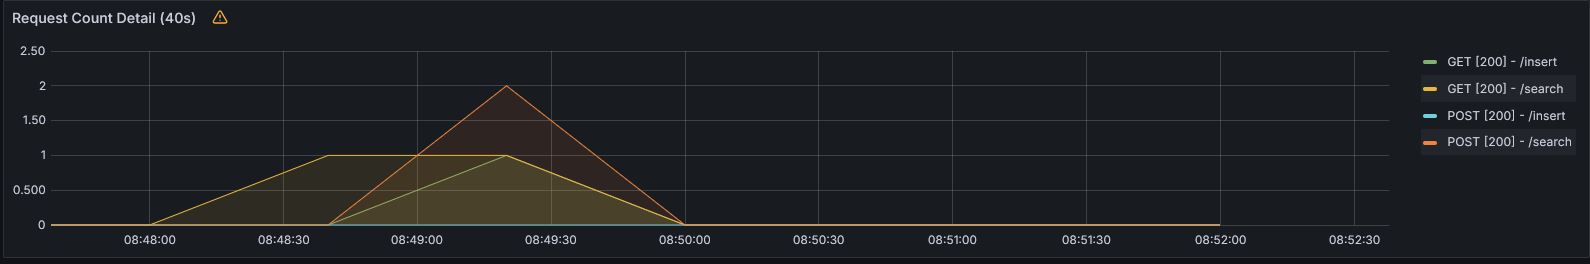 Request Count Detail (40s)
2.50
2
1.50
1
0.500
0
08:48:00 08:48:30 08:49:00 08:49:30 08:50:00 08:50:30 08:51:00 08:51:30 08:52:00 08:52:30
GET [200] - /insert
GET [200] - /search
POST [200] - /insert
POST [200] - /search